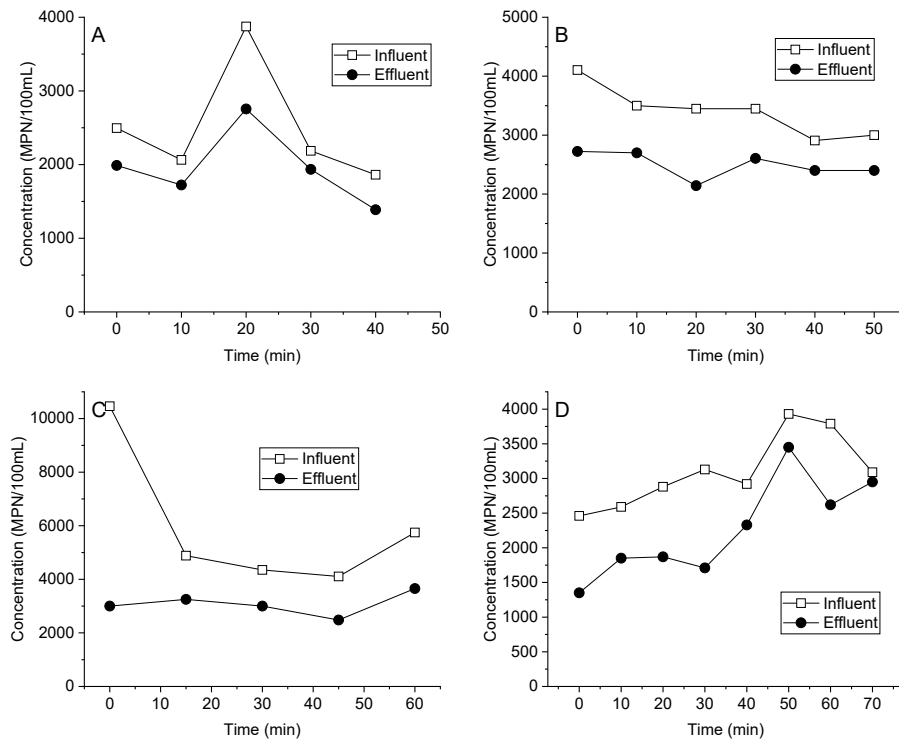 A
Concentration (MPN/100mL)
4000
3000
2000
1000
0
Influent
Effluent
0 10 20 30 40 50
Time (min)
B
Concentration (MPN/100mL)
5000
4000
3000
2000
1000
0
Influent
Effluent
0 10 20 30 40 50
Time (min)
C
Concentration (MPN/100mL)
10000
8000
6000
4000
2000
0
Influent
Effluent
0 10 20 30 40 50 60
Time (min)
D
Concentration (MPN/100mL)
4000
3500
3000
2500
2000
1500
1000
500
0
Influent
Effluent
0 10 20 30 40 50 60 70
Time (min)